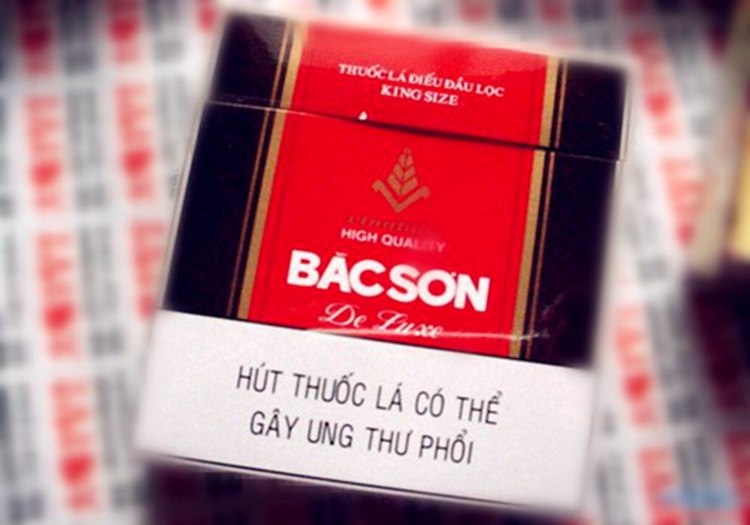 THUỐC LÁ ĐIẾU ĐẦU LỌC
KING SIZE
HIGH QUALITY
BẮC SƠN
De Luxe
HÚT THUỐC LÁ CÓ THỂ
GÂY UNG THƯ PHỔI